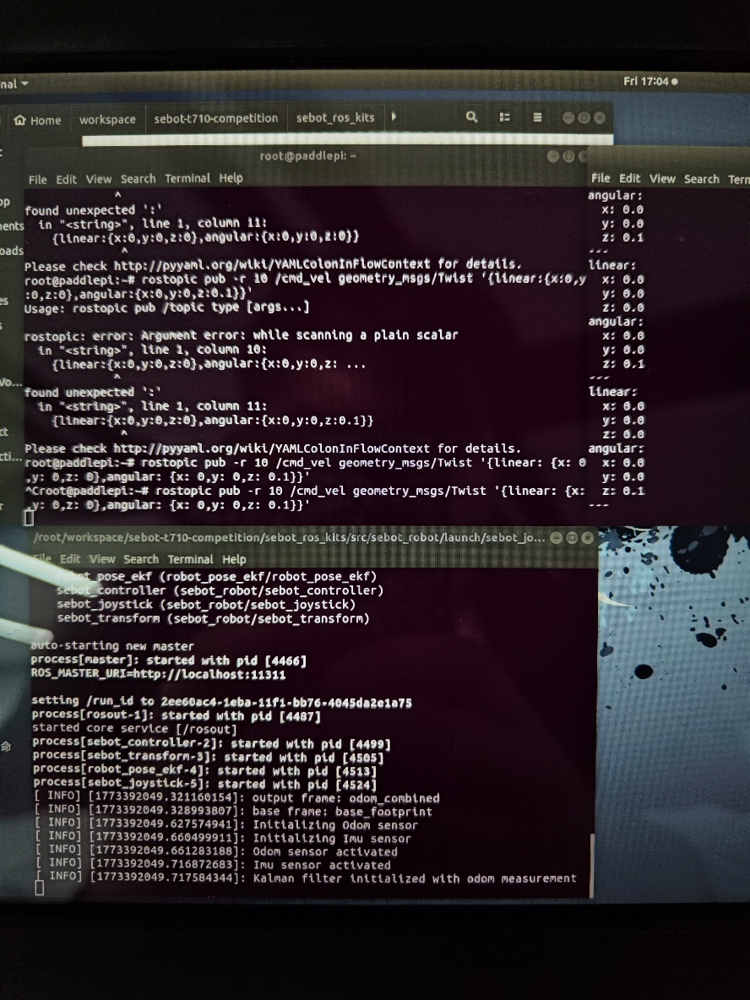 nal
Fri 17:04
Home workspace sebot-t710-competition sebot_ros_kits
root@paddlepi: ~
File Edit View Search Terminal Help
^
found unexpected ':'
in "<string>", line 1, column 11:
{linear:{x:0,y:0,z:0},angular:{x:0,y:0,z:0}}
^
Please check http://pyyaml.org/wiki/YAMLColonInFlowContext for details.
root@paddlepi:~# rostopic pub -r 10 /cmd_vel geometry_msgs/Twist '{linear:{x:0,y
:0,z:0},angular:{x:0,y:0,z:0.1}}'
Usage: rostopic pub /topic type [args...]
rostopic: error: Argument error: while scanning a plain scalar
in "<string>", line 1, column 10:
{linear:{x:0,y:0,z:0},angular:{x:0,y:0,z: ...
^
found unexpected ':'
in "<string>", line 1, column 11:
{linear:{x:0,y:0,z:0},angular:{x:0,y:0,z:0.1}}
^
Please check http://pyyaml.org/wiki/YAMLColonInFlowContext for details.
root@paddlepi:~# rostopic pub -r 10 /cmd_vel geometry_msgs/Twist '{linear: {x: 0
,y: 0,z: 0},angular: {x: 0,y: 0,z: 0.1}}'
^Croot@paddlepi:~# rostopic pub -r 10 /cmd_vel geometry_msgs/Twist '{linear: {x:
,y: 0,z: 0},angular: {x: 0,y: 0,z: 0.1}}'
File Edit View Search Term
angular:
x: 0.0
y: 0.0
z: 0.1
---
linear:
x: 0.0
y: 0.0
z: 0.0
angular:
x: 0.0
y: 0.0
z: 0.1
---
linear:
x: 0.0
y: 0.0
z: 0.0
angular:
x: 0.0
y: 0.0
z: 0.1
---
/root/workspace/sebot-t710-competition/sebot_ros_kits/src/sebot_robot/launch/sebot_jo...
File Edit View Search Terminal Help
robot_pose_ekf (robot_pose_ekf/robot_pose_ekf)
sebot_controller (sebot_robot/sebot_controller)
sebot_joystick (sebot_robot/sebot_joystick)
sebot_transform (sebot_robot/sebot_transform)
auto-starting new master
process[master]: started with pid [4466]
ROS_MASTER_URI=http://localhost:11311
setting /run_id to 2ee60ac4-1eba-11f1-bb76-4045da2e1a75
process[rosout-1]: started with pid [4487]
started core service [/rosout]
process[sebot_controller-2]: started with pid [4499]
process[sebot_transform-3]: started with pid [4505]
process[robot_pose_ekf-4]: started with pid [4513]
process[sebot_joystick-5]: started with pid [4524]
[ INFO] [1773392049.321160154]: output frame: odom_combined
[ INFO] [1773392049.328993807]: base frame: base_footprint
[ INFO] [1773392049.627574941]: Initializing Odom sensor
[ INFO] [1773392049.660499911]: Initializing Imu sensor
[ INFO] [1773392049.661283188]: Odom sensor activated
[ INFO] [1773392049.716872683]: Imu sensor activated
[ INFO] [1773392049.717584344]: Kalman filter initialized with odom measurement